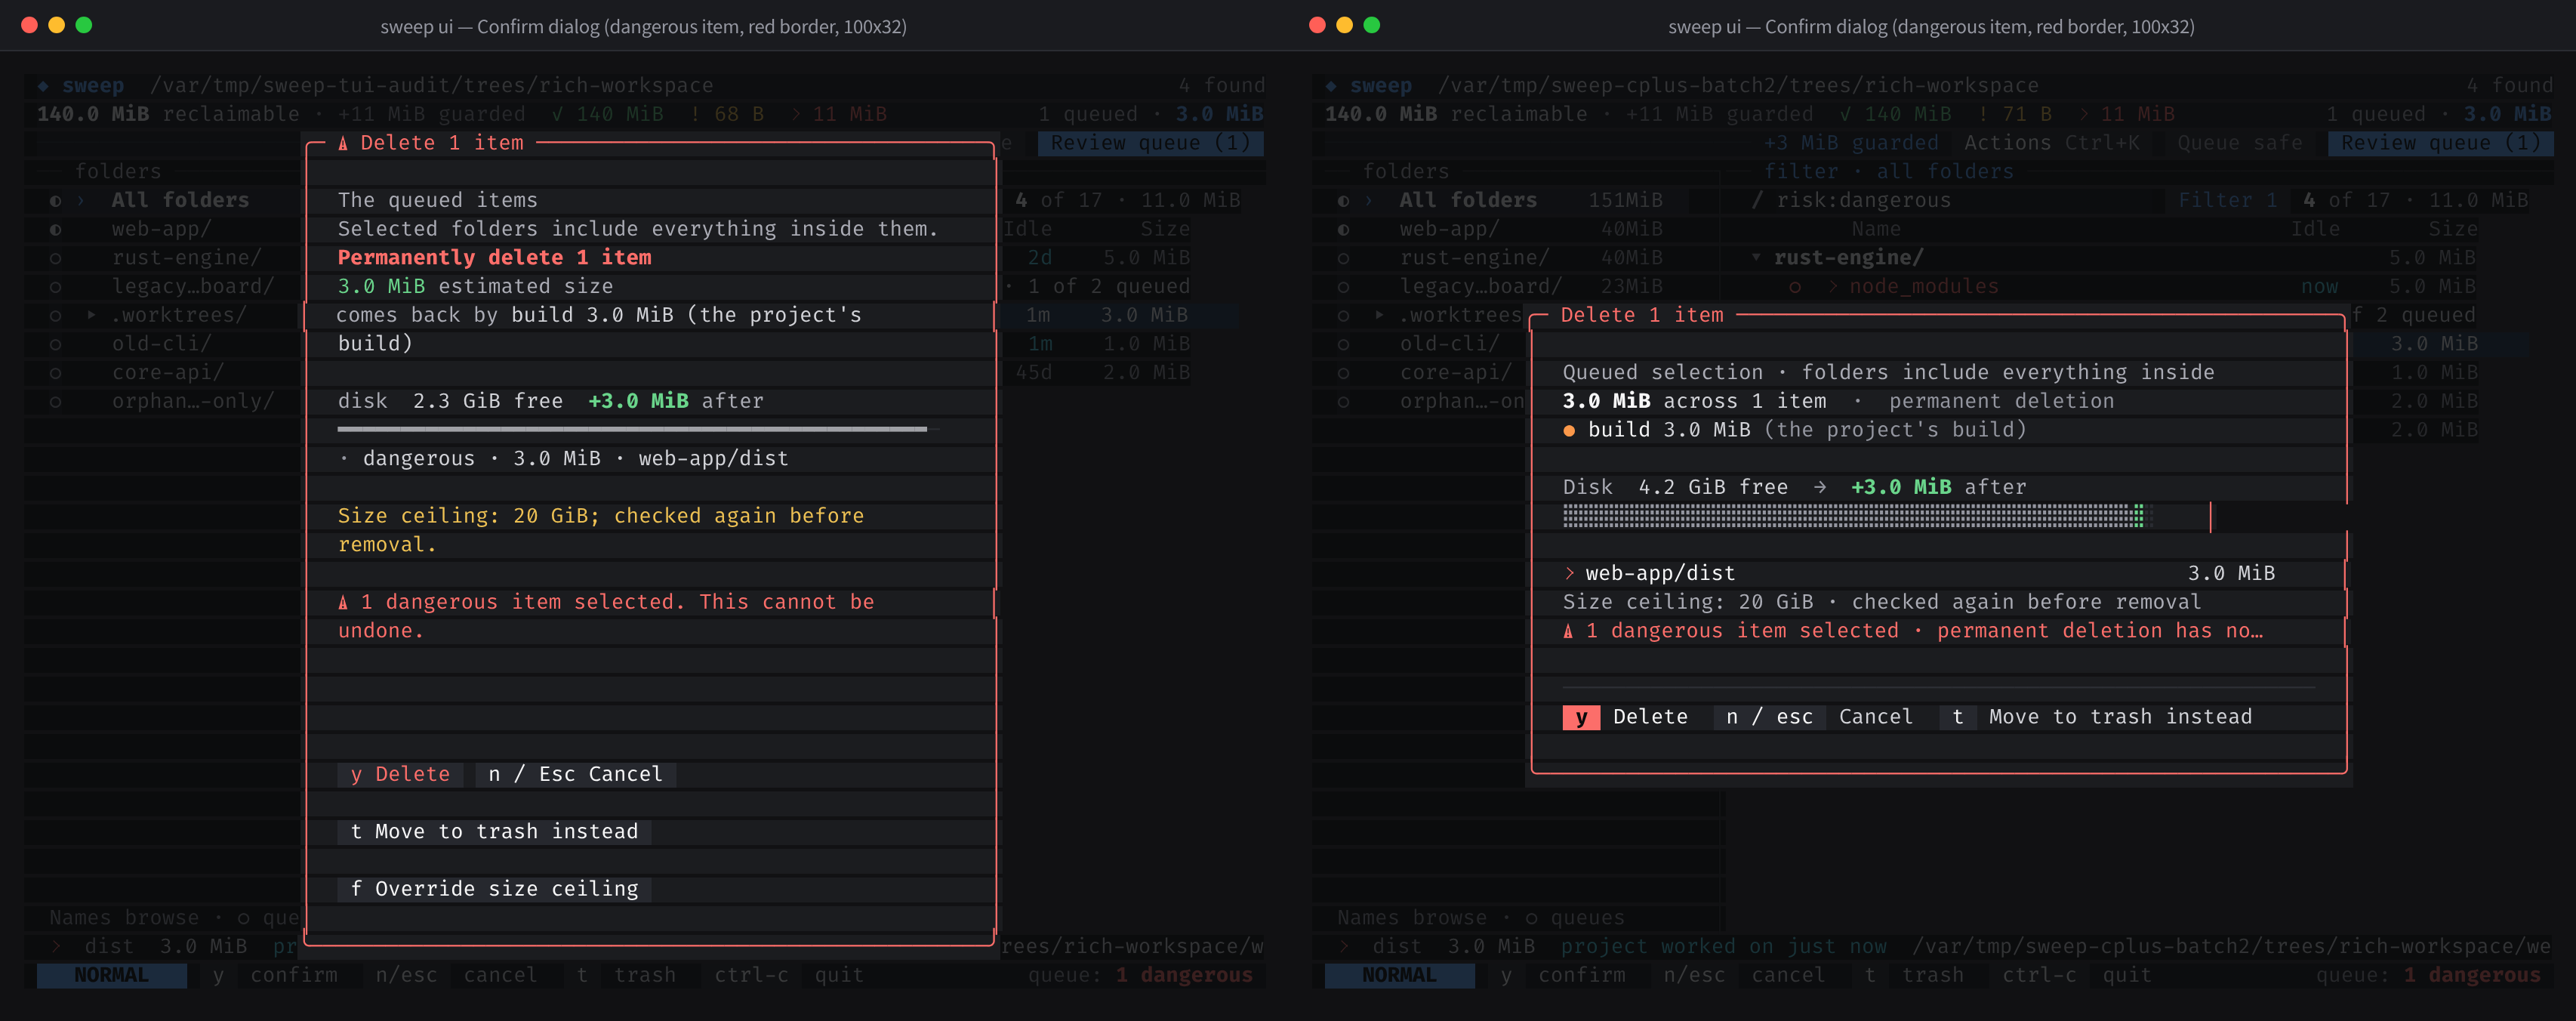 sweep ui — Confirm dialog (dangerous item, red border, 100x32)
◆ sweep /var/tmp/sweep-tui-audit/trees/rich-workspace 4 found
140.0 MiB reclaimable · +11 MiB guarded √ 140 MiB ! 68 B > 11 MiB 1 queued · 3.0 MiB
e Review queue (1)
folders
◐ › All folders 4 of 17 · 11.0 MiB
◐ web-app/ Idle Size
○ rust-engine/ 2d 5.0 MiB
○ legacy…board/ · 1 of 2 queued
○ ▸ .worktrees/ 1m 3.0 MiB
○ old-cli/ 1m 1.0 MiB
○ core-api/ 45d 2.0 MiB
○ orphan…-only/
⚠ Delete 1 item
The queued items
Selected folders include everything inside them.
Permanently delete 1 item
3.0 MiB estimated size
comes back by build 3.0 MiB (the project's
build)
disk 2.3 GiB free +3.0 MiB after
· dangerous · 3.0 MiB · web-app/dist
Size ceiling: 20 GiB; checked again before
removal.
⚠ 1 dangerous item selected. This cannot be
undone.
y Delete n / Esc Cancel
t Move to trash instead
f Override size ceiling
Names browse · ○ que
> dist 3.0 MiB pr rees/rich-workspace/w
NORMAL y confirm n/esc cancel t trash ctrl-c quit queue: 1 dangerous
sweep ui — Confirm dialog (dangerous item, red border, 100x32)
◆ sweep /var/tmp/sweep-cplus-batch2/trees/rich-workspace 4 found
140.0 MiB reclaimable · +11 MiB guarded √ 140 MiB ! 71 B > 11 MiB 1 queued · 3.0 MiB
+3 MiB guarded Actions Ctrl+K Queue safe Review queue (1)
folders filter · all folders
◐ › All folders 151MiB / risk:dangerous Filter 1 4 of 17 · 11.0 MiB
◐ web-app/ 40MiB Name Idle Size
○ rust-engine/ 40MiB ▾ rust-engine/ 5.0 MiB
○ legacy…board/ 23MiB ○ > node_modules now 5.0 MiB
○ ▸ .worktrees f 2 queued
○ old-cli/ 3.0 MiB
○ core-api/ 1.0 MiB
○ orphan…-on 2.0 MiB
2.0 MiB
Delete 1 item
Queued selection · folders include everything inside
3.0 MiB across 1 item · permanent deletion
● build 3.0 MiB (the project's build)
Disk 4.2 GiB free → +3.0 MiB after
> web-app/dist 3.0 MiB
Size ceiling: 20 GiB · checked again before removal
⚠ 1 dangerous item selected · permanent deletion has no…
y Delete n / esc Cancel t Move to trash instead
Names browse · ○ queues
> dist 3.0 MiB project worked on just now /var/tmp/sweep-cplus-batch2/trees/rich-workspace/we
NORMAL y confirm n/esc cancel t trash ctrl-c quit queue: 1 dangerous